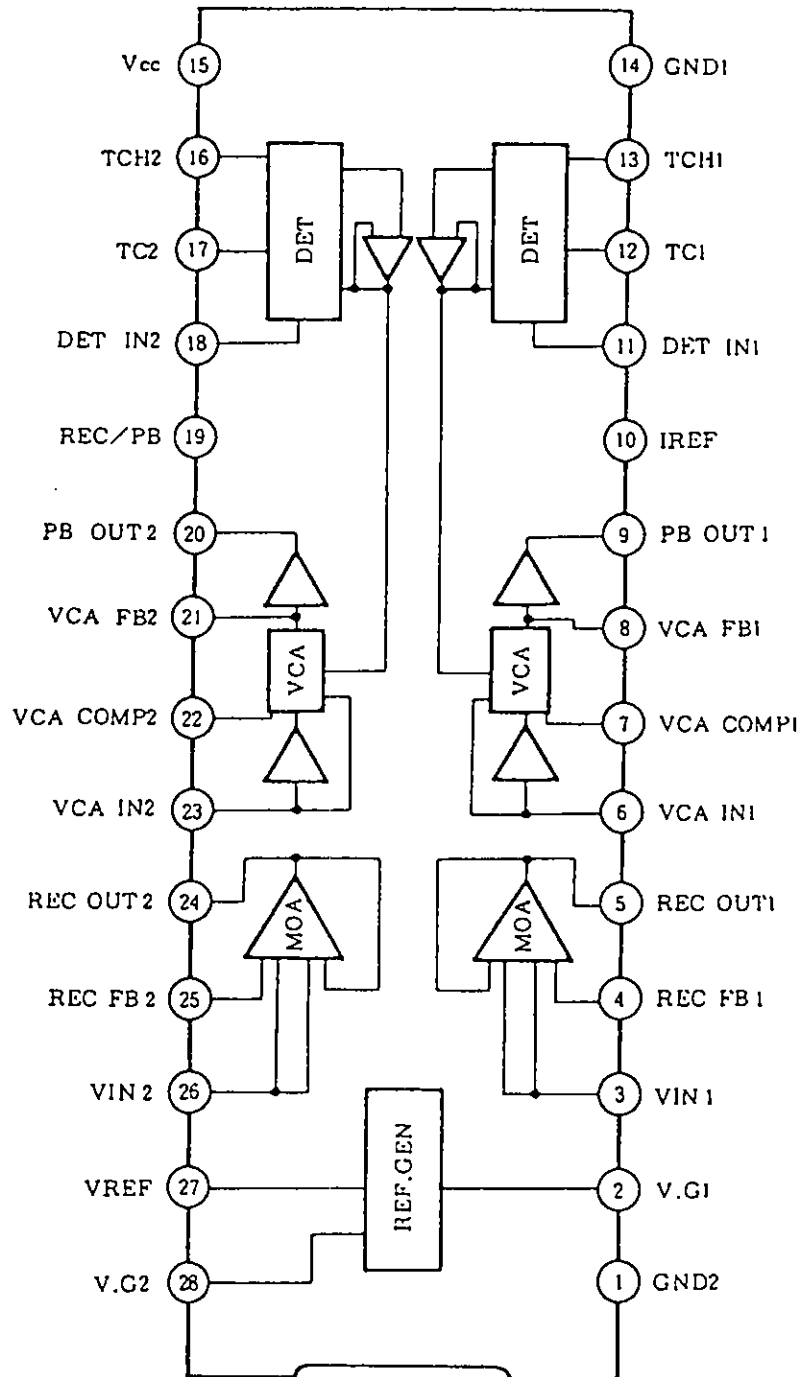 Vcc 15 14 GND1
TCH2 16 DET DET 13 TCH1
TC2 17 12 TC1
DET IN2 18 11 DET IN1
REC/PB 19 10 IREF
PB OUT2 20 9 PB OUT1
VCA FB2 21 8 VCA FB1
VCA VCA
VCA COMP2 22 7 VCA COMP1
VCA IN2 23 6 VCA IN1
REC OUT2 24 5 REC OUT1
MOA MOA
REC FB2 25 4 REC FB1
VIN2 26 3 VIN1
VREF 27 REF.GEN 2 V.G1
V.G2 28 1 GND2